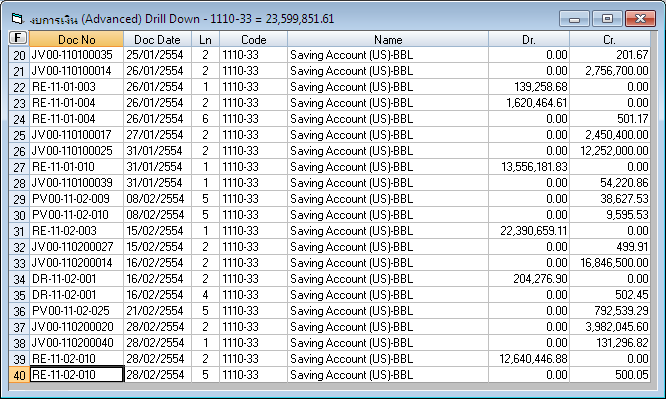 งบการเงิน (Advanced) Drill Down - 1110-33 = 23,599,851.61
F Doc No Doc Date Ln Code Name Dr. Cr.
20 JV00-110100035 25/01/2554 2 1110-33 Saving Account (US)-BBL 0.00 201.67
21 JV00-110100014 26/01/2554 2 1110-33 Saving Account (US)-BBL 0.00 2,756,700.00
22 RE-11-01-003 26/01/2554 1 1110-33 Saving Account (US)-BBL 139,258.68 0.00
23 RE-11-01-004 26/01/2554 2 1110-33 Saving Account (US)-BBL 1,620,464.61 0.00
24 RE-11-01-004 26/01/2554 6 1110-33 Saving Account (US)-BBL 0.00 501.17
25 JV00-110100017 27/01/2554 2 1110-33 Saving Account (US)-BBL 0.00 2,450,400.00
26 JV00-110100025 31/01/2554 2 1110-33 Saving Account (US)-BBL 0.00 12,252,000.00
27 RE-11-01-010 31/01/2554 1 1110-33 Saving Account (US)-BBL 13,556,181.83 0.00
28 JV00-110100039 31/01/2554 1 1110-33 Saving Account (US)-BBL 0.00 54,220.86
29 PV00-11-02-009 08/02/2554 5 1110-33 Saving Account (US)-BBL 0.00 38,627.53
30 PV00-11-02-010 08/02/2554 5 1110-33 Saving Account (US)-BBL 0.00 9,595.53
31 RE-11-02-003 15/02/2554 1 1110-33 Saving Account (US)-BBL 22,390,659.11 0.00
32 JV00-110200027 15/02/2554 2 1110-33 Saving Account (US)-BBL 0.00 499.91
33 JV00-110200014 16/02/2554 2 1110-33 Saving Account (US)-BBL 0.00 16,846,500.00
34 DR-11-02-001 16/02/2554 2 1110-33 Saving Account (US)-BBL 204,276.90 0.00
35 DR-11-02-001 16/02/2554 4 1110-33 Saving Account (US)-BBL 0.00 502.45
36 PV00-11-02-025 21/02/2554 5 1110-33 Saving Account (US)-BBL 0.00 792,539.29
37 JV00-110200020 28/02/2554 2 1110-33 Saving Account (US)-BBL 0.00 3,982,045.60
38 JV00-110200040 28/02/2554 1 1110-33 Saving Account (US)-BBL 0.00 131,296.82
39 RE-11-02-010 28/02/2554 2 1110-33 Saving Account (US)-BBL 12,640,446.88 0.00
40 RE-11-02-010 28/02/2554 5 1110-33 Saving Account (US)-BBL 0.00 500.05